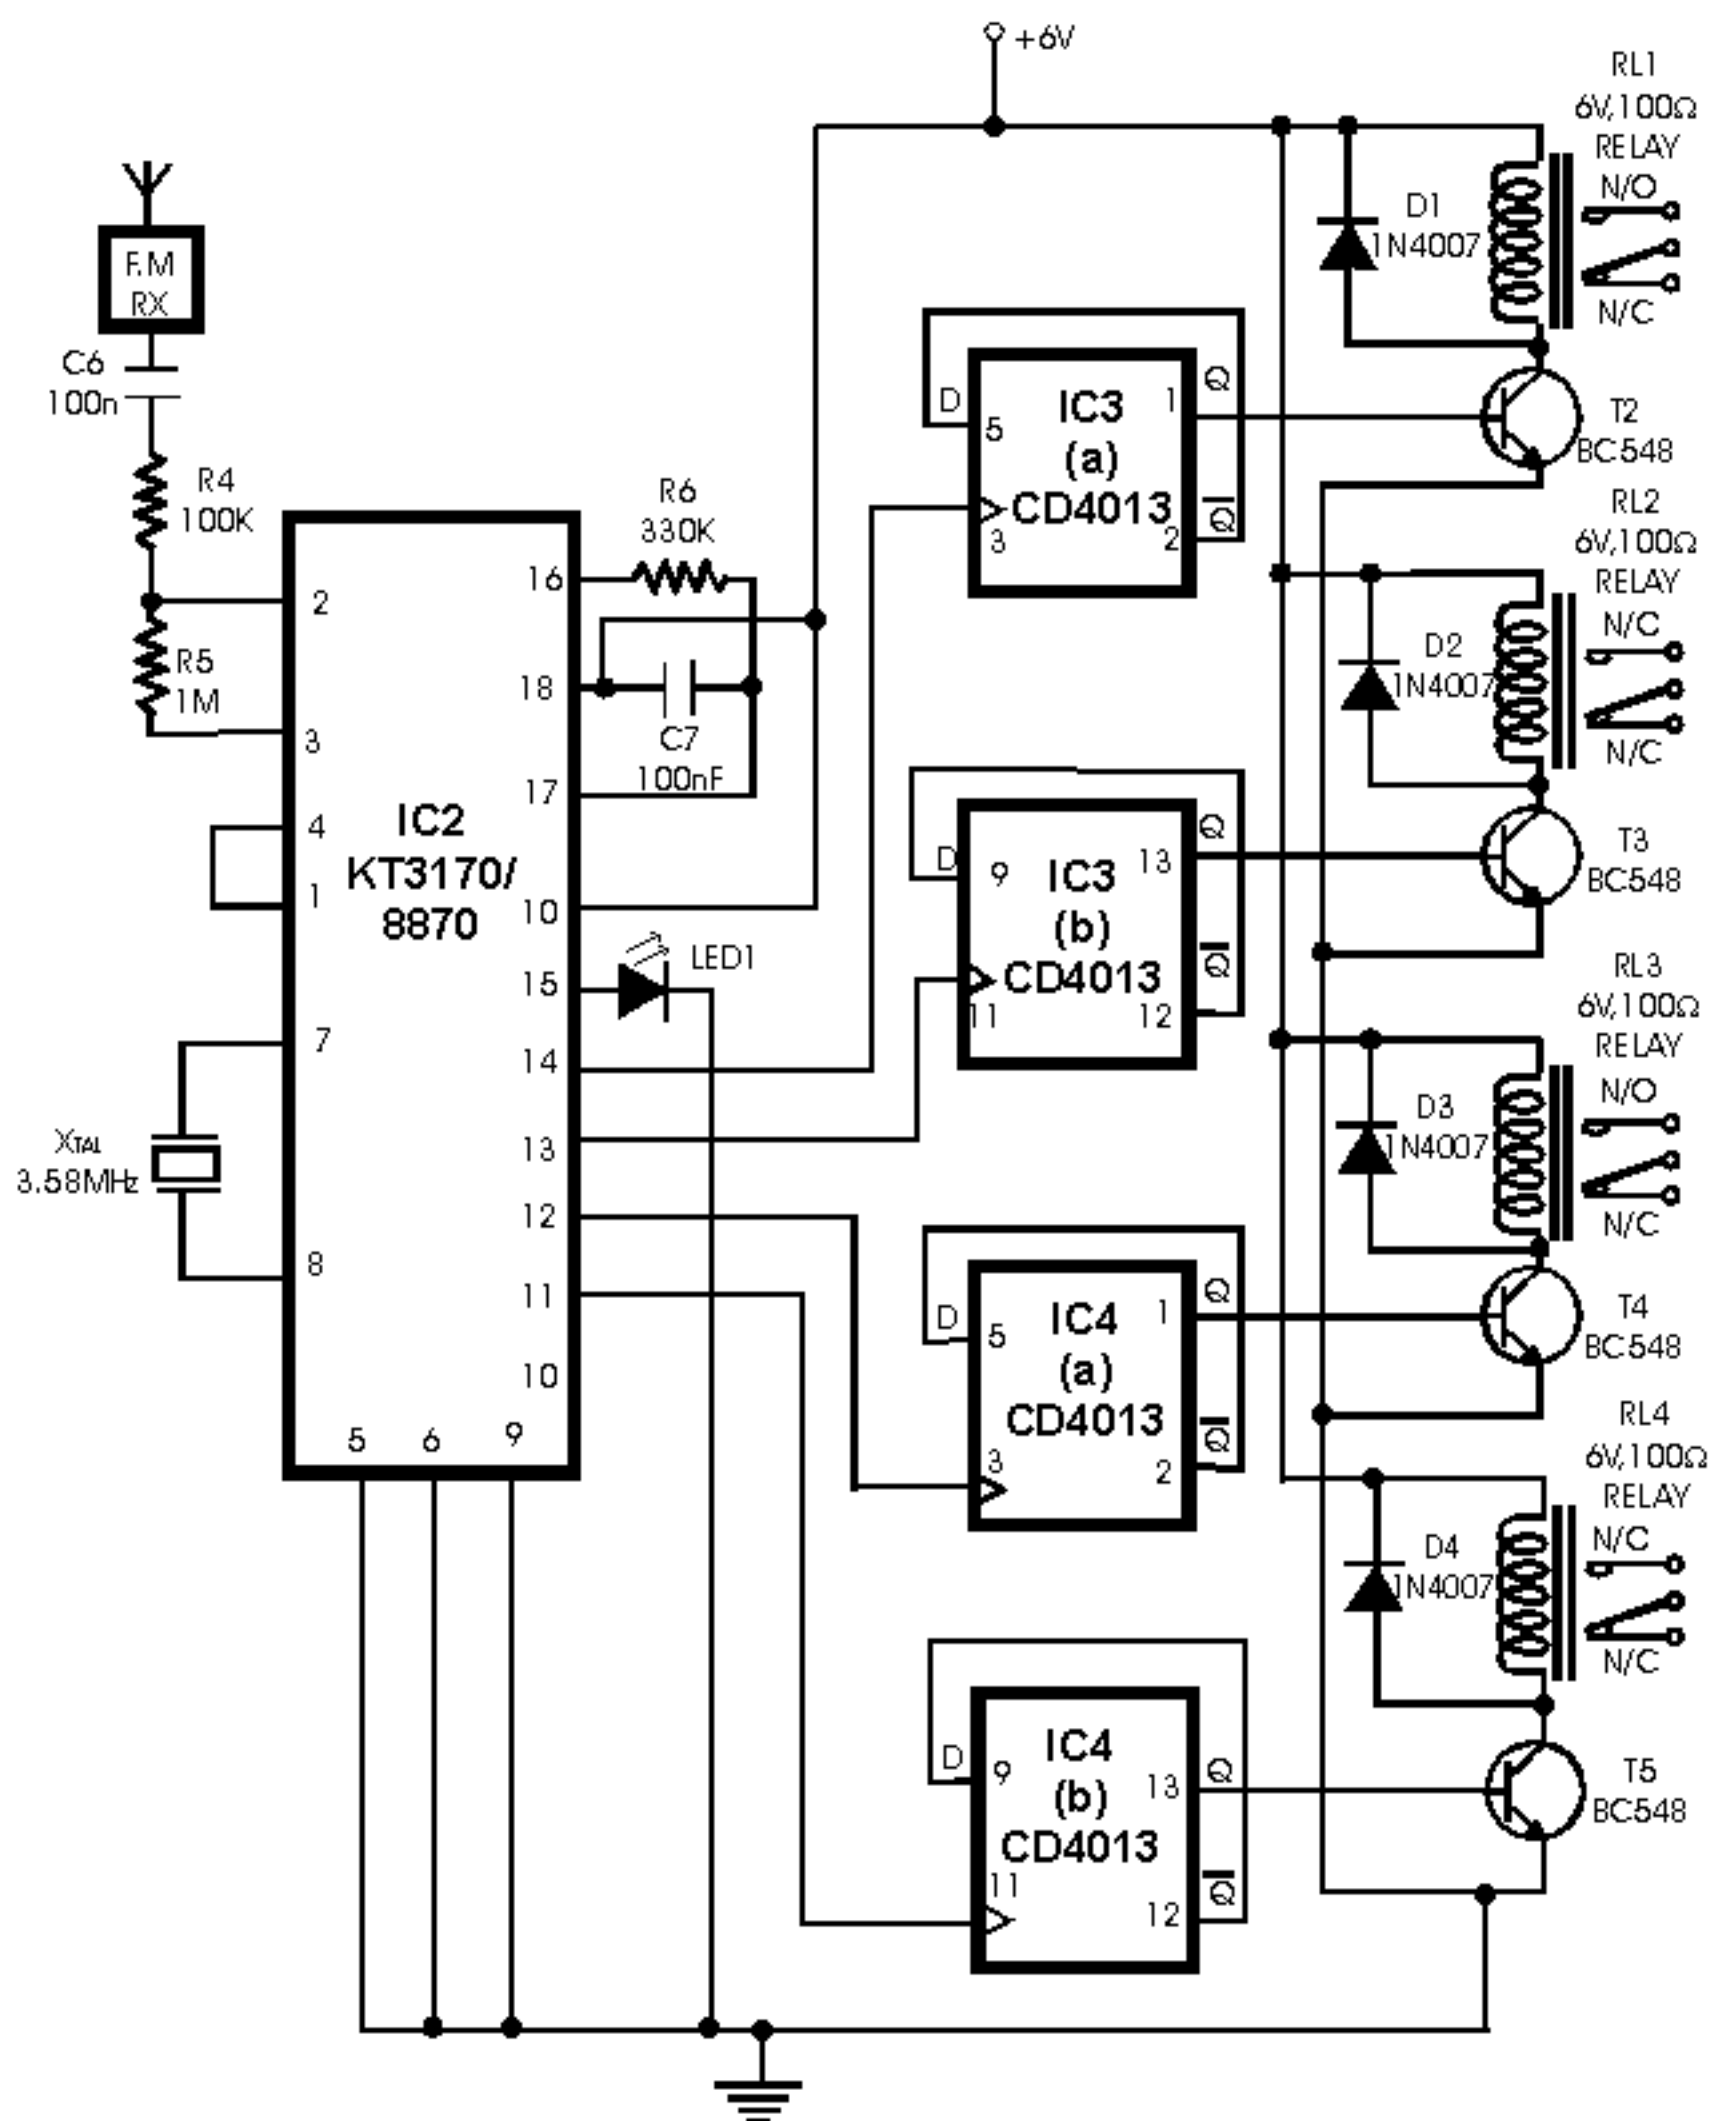 +6V
F.M
RX
C6
100n
R4
100K
R5
1M
XTAL
3.58MHz
IC2
KT3170/
8870
2
3
4
1
7
8
5
6
9
16
18
17
10
15
14
13
12
11
10
R6
330K
C7
100nF
LED1
D
5
IC3
(a)
CD4013
3
1
Q
2
Q̅
D
9
IC3
(b)
CD4013
11
13
Q
12
Q̅
D
5
IC4
(a)
CD4013
3
1
Q
2
Q̅
D
9
IC4
(b)
CD4013
11
13
Q
12
Q̅
RL1
6V,100Ω
RELAY
N/O
N/C
D1
1N4007
T2
BC548
RL2
6V,100Ω
RELAY
N/C
N/C
D2
1N4007
T3
BC548
RL3
6V,100Ω
RELAY
N/O
N/C
D3
1N4007
T4
BC548
RL4
6V,100Ω
RELAY
N/C
N/C
D4
1N4007
T5
BC548